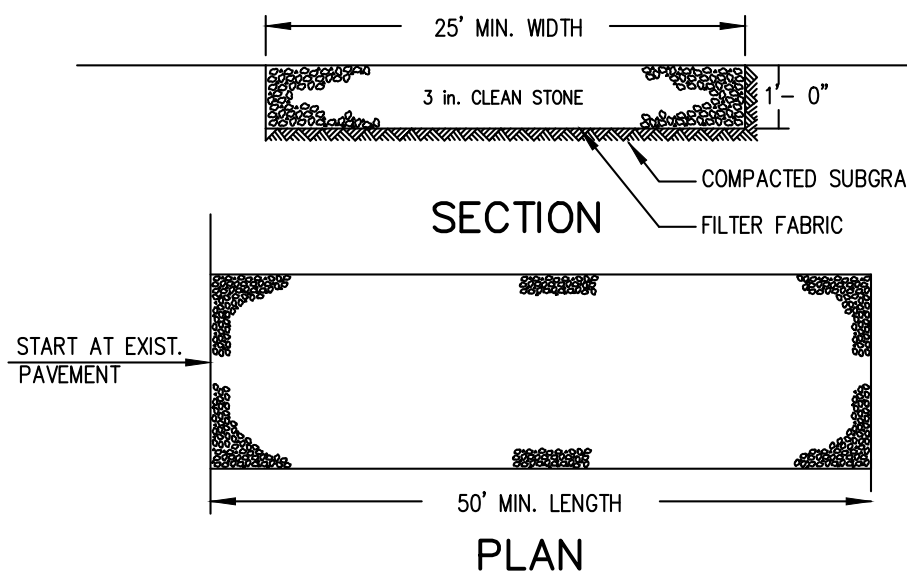 25' MIN. WIDTH
3 in. CLEAN STONE
1'- 0"
COMPACTED SUBGRA
SECTION
FILTER FABRIC
START AT EXIST.
PAVEMENT
50' MIN. LENGTH
PLAN